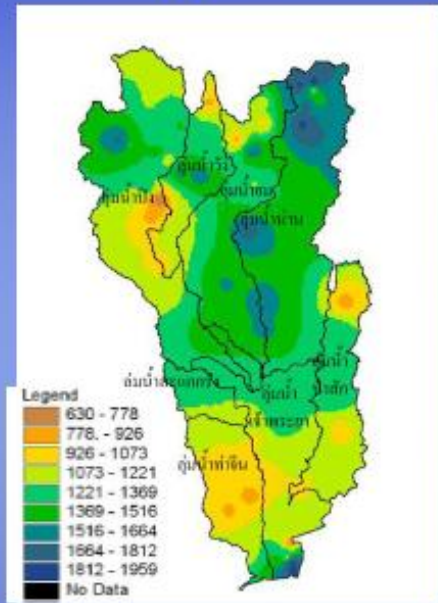 ลุ่มน้ำวัง
ลุ่มน้ำยม
ลุ่มน้ำปิง
ลุ่มน้ำน่าน
ลุ่มน้ำสะแกกรัง
ลุ่มน้ำ
ป่าสัก
ลุ่มน้ำ
เจ้าพระยา
ลุ่มน้ำท่าจีน
Legend
630 - 778
778. - 926
926 - 1073
1073 - 1221
1221 - 1369
1369 - 1516
1516 - 1664
1664 - 1812
1812 - 1959
No Data